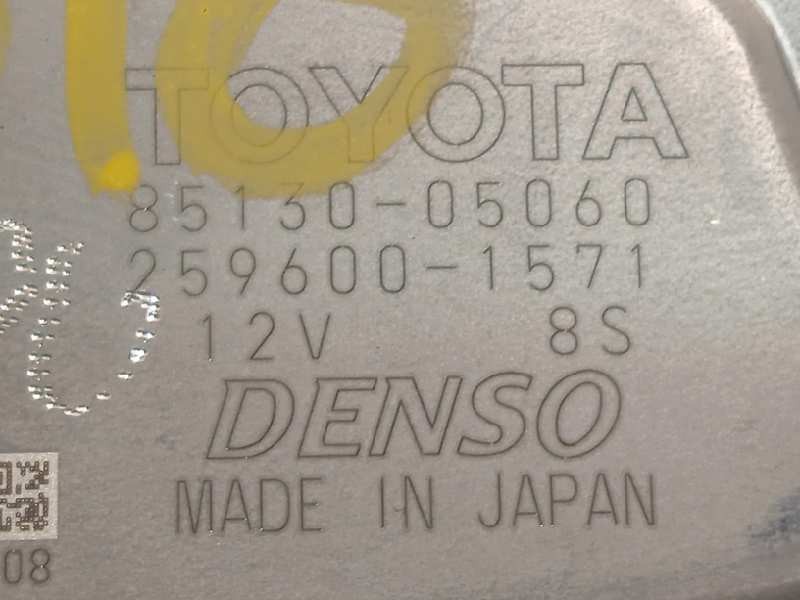 TOYOTA
85130-05060
259600-1571
12V 8S
DENSO
MADE IN JAPAN
08